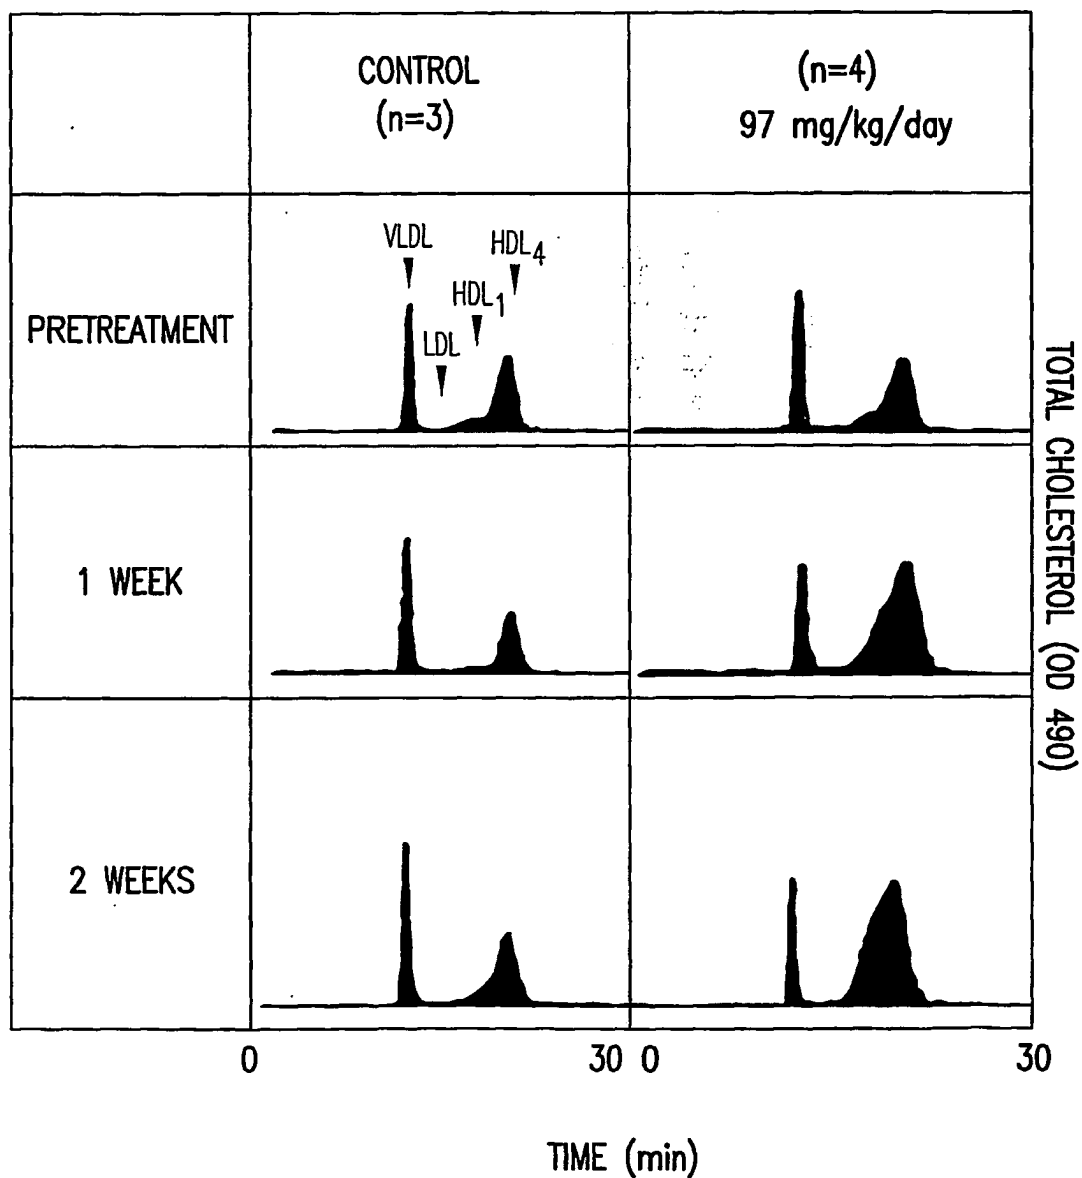 CONTROL
(n=3)
(n=4)
97 mg/kg/day
PRETREATMENT
VLDL
LDL
HDL1
HDL4
1 WEEK
2 WEEKS
TOTAL CHOLESTEROL (OD 490)
0
30
0
30
TIME (min)